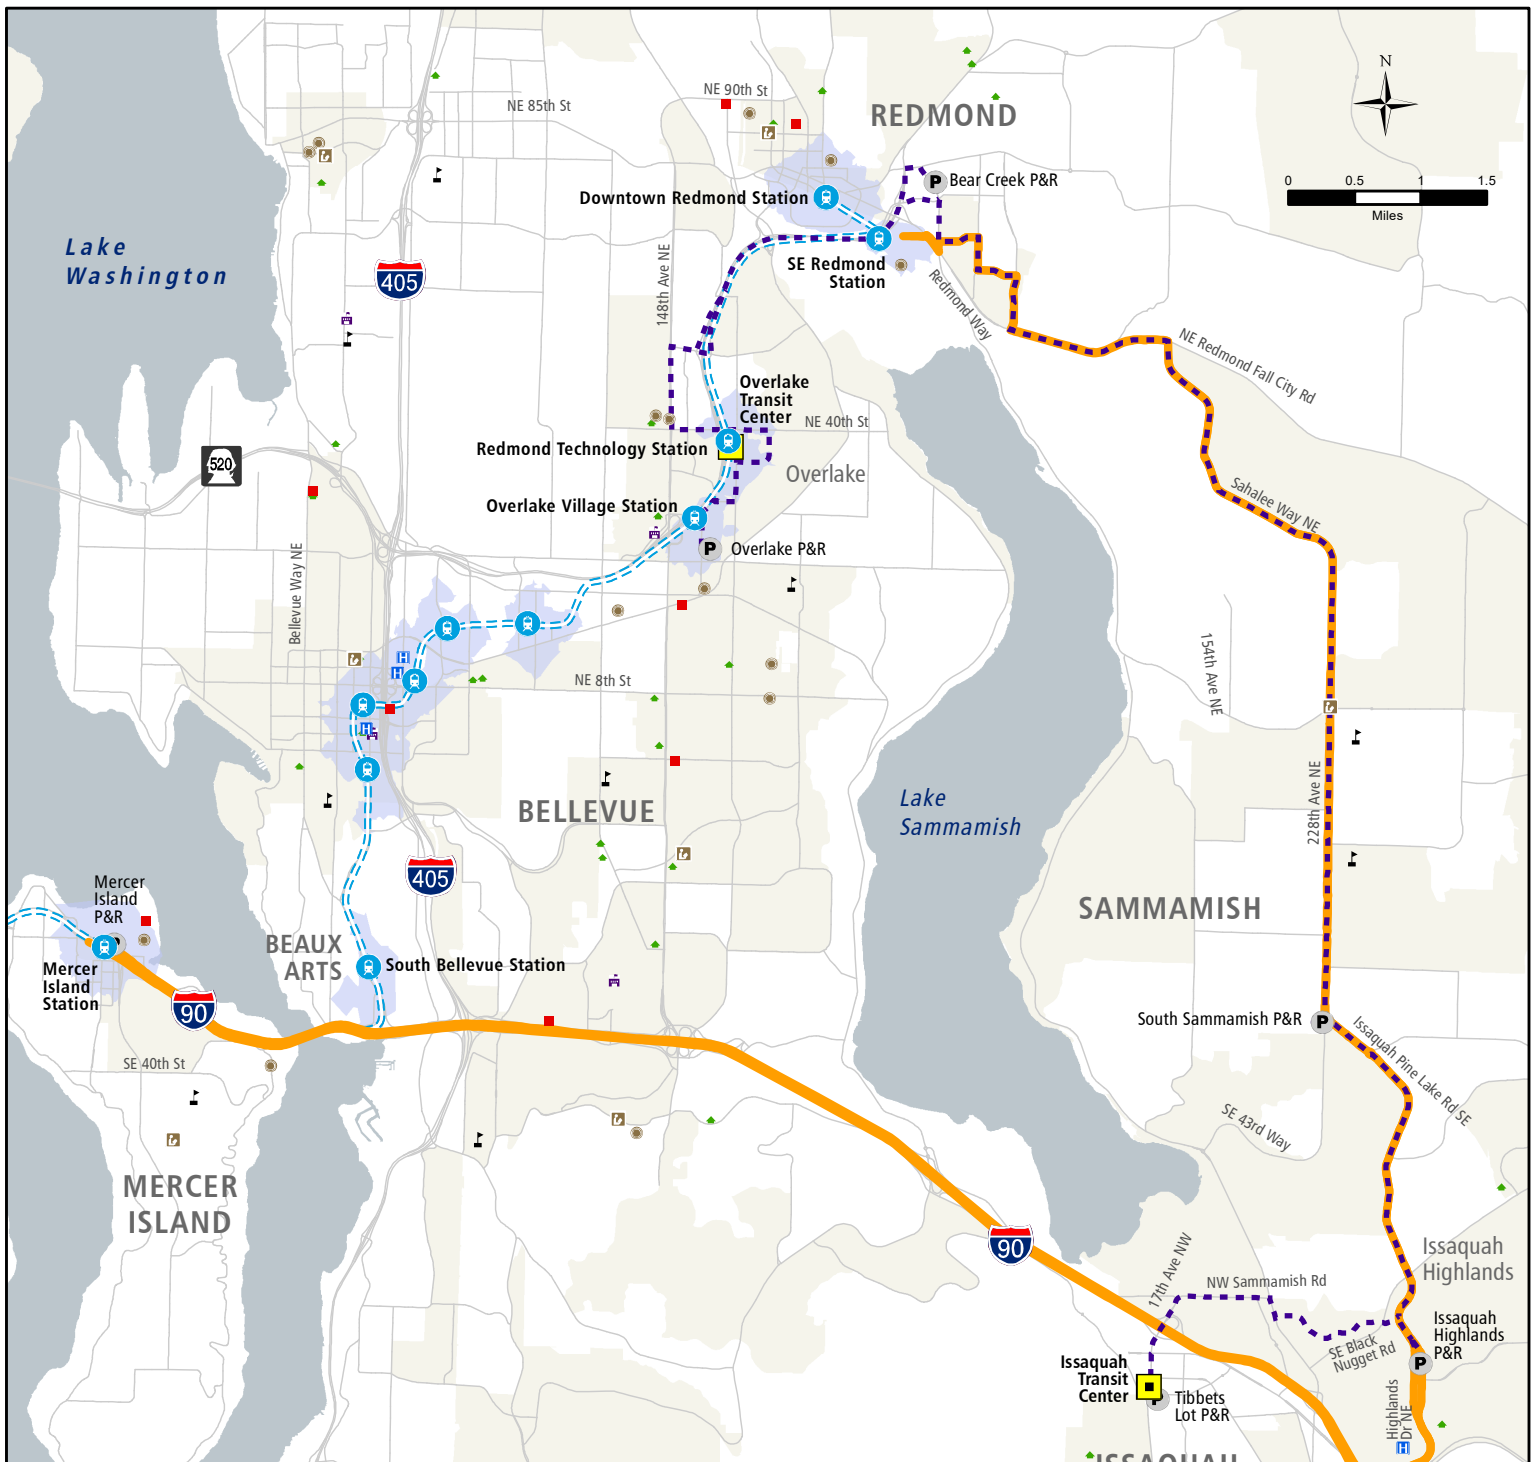 NE 90th St
NE 85th St
REDMOND
N
0 0.5 1 1.5
Miles
P
Bear Creek P&R
Downtown Redmond Station
Lake
Washington
405
SE Redmond
Station
148th Ave NE
Redmond Way
NE Redmond Fall City Rd
Overlake
Transit
Center
NE 40th St
Redmond Technology Station
520
Overlake
Sahalee Way NE
Overlake Village Station
P
Overlake P&R
Bellevue Way NE
H
H
NE 8th St
154th Ave NE
H
228th Ave NE
Lake
Sammamish
BELLEVUE
405
Mercer
Island
P&R
SAMMAMISH
BEAUX
ARTS
South Bellevue Station
Mercer
Island
Station
90
South Sammamish P&R
P
Issaquah Pine Lake Rd SE
SE 40th St
SE 43rd Way
MERCER
ISLAND
90
17th Ave NW
Issaquah
Highlands
NW Sammamish Rd
Issaquah
Highlands
P&R
SE Black
Nugget Rd
P
Issaquah
Transit
Center
P
Tibbets
Lot P&R
Highlands
Dr NE
H
ISSAQUAH